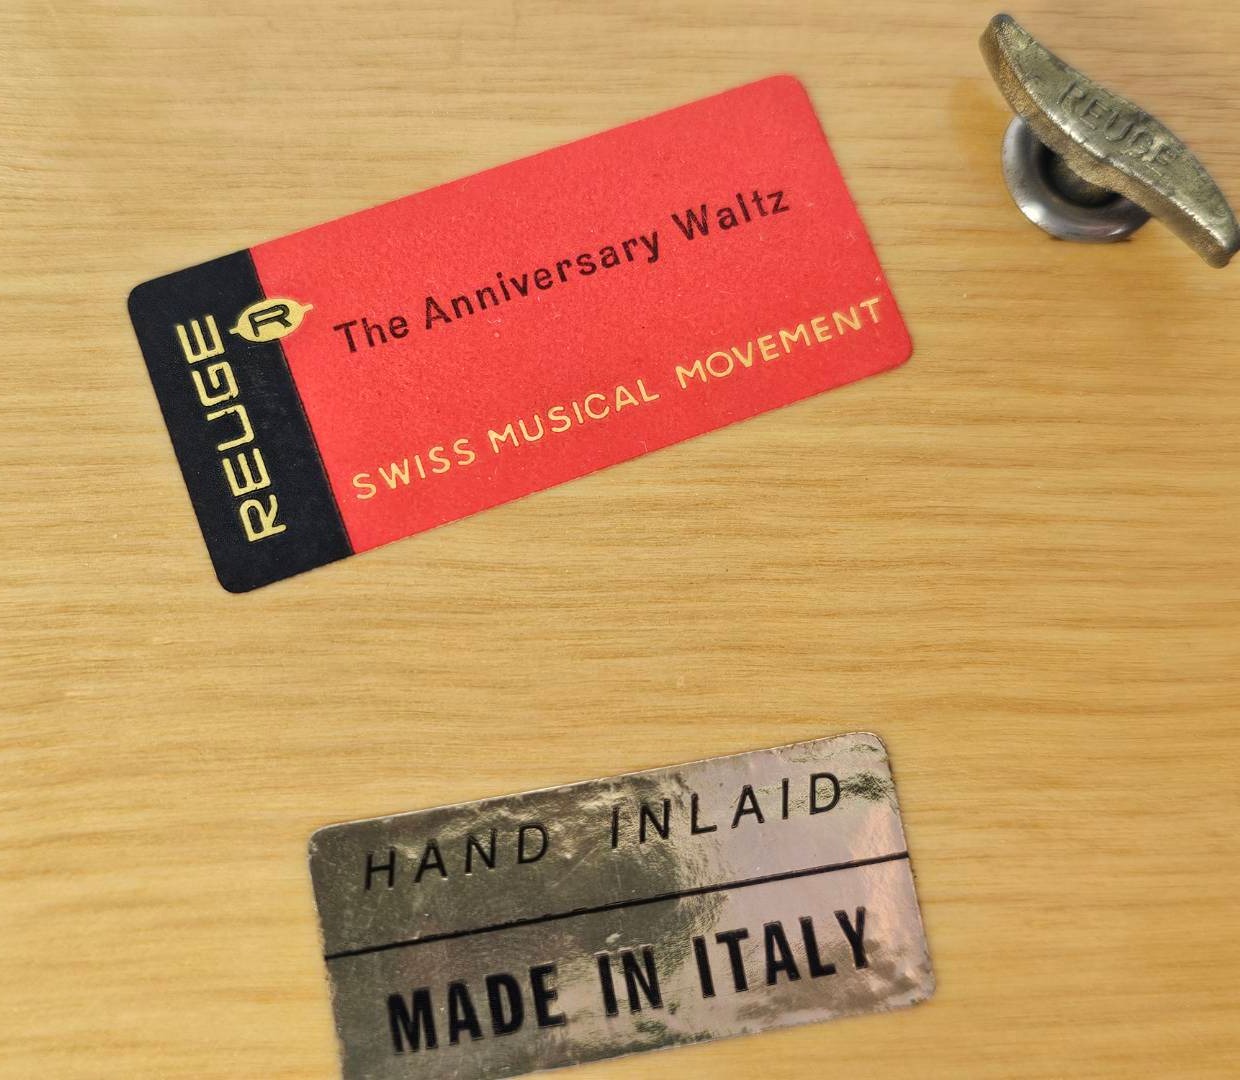 REUGE
The Anniversary Waltz
R
REUGE
SWISS MUSICAL MOVEMENT
HAND INLAID
MADE IN ITALY